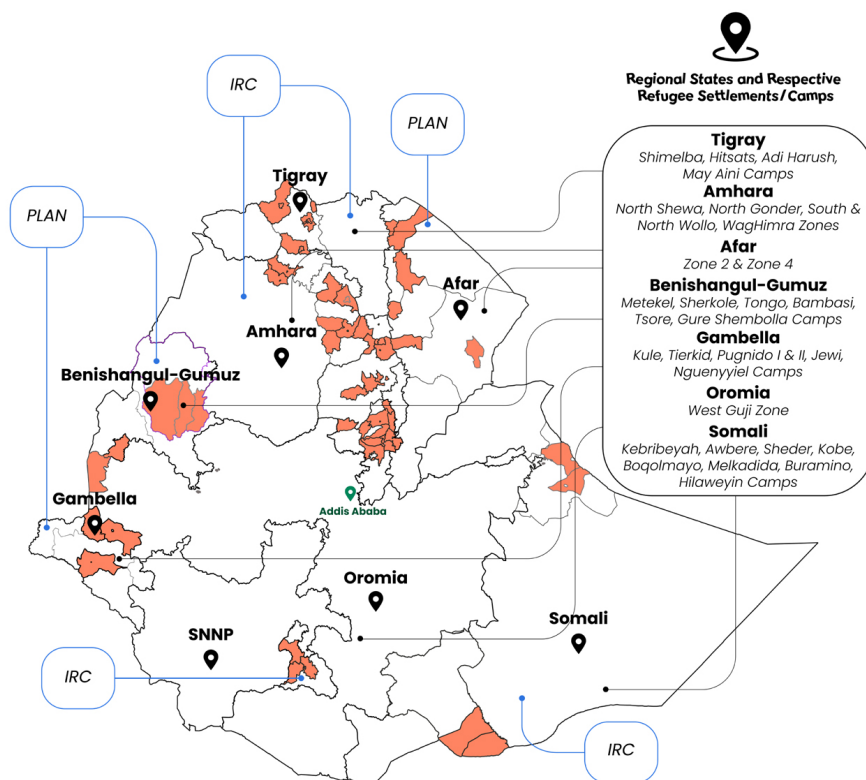 IRC
PLAN
Regional States and Respective
Refugee Settlements/Camps
Tigray
Shimelba, Hitsats, Adi Harush,
May Aini Camps
Amhara
North Shewa, North Gonder, South &
North Wollo, WagHimra Zones
Afar
Zone 2 & Zone 4
Benishangul-Gumuz
Metekel, Sherkole, Tongo, Bambasi,
Tsore, Gure Shembolla Camps
Gambella
Kule, Tierkid, Pugnido I & II, Jewi,
Nguenyyiel Camps
Oromia
West Guji Zone
Somali
Kebribeyah, Awbere, Sheder, Kobe,
Boqolmayo, Melkadida, Buramino,
Hilaweyin Camps
Tigray
PLAN
Afar
Amhara
Benishangul-Gumuz
Gambella
Addis Ababa
PLAN
Oromia
Somali
SNNP
IRC
IRC